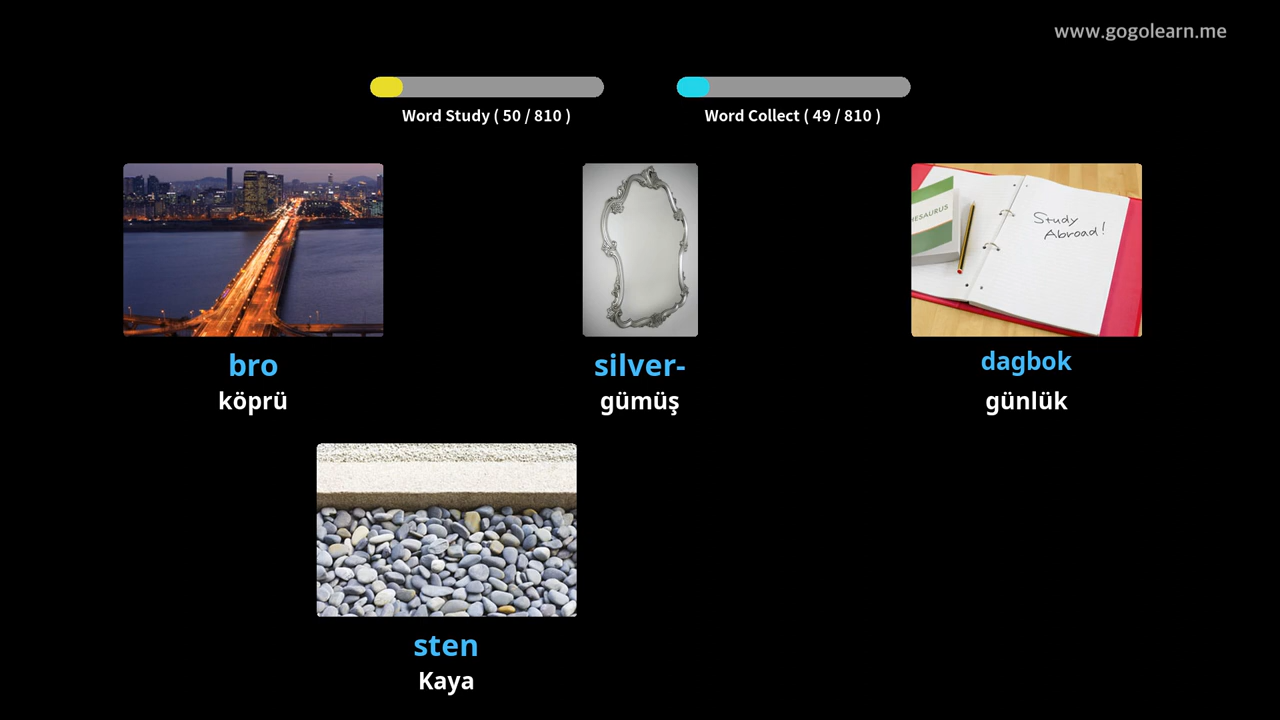 www.gogolearn.me
Word Study ( 50 / 810 )
Word Collect ( 49 / 810 )
HESAURUS
Study
Abroad!
bro
silver-
dagbok
köprü
gümüş
günlük
sten
Kaya